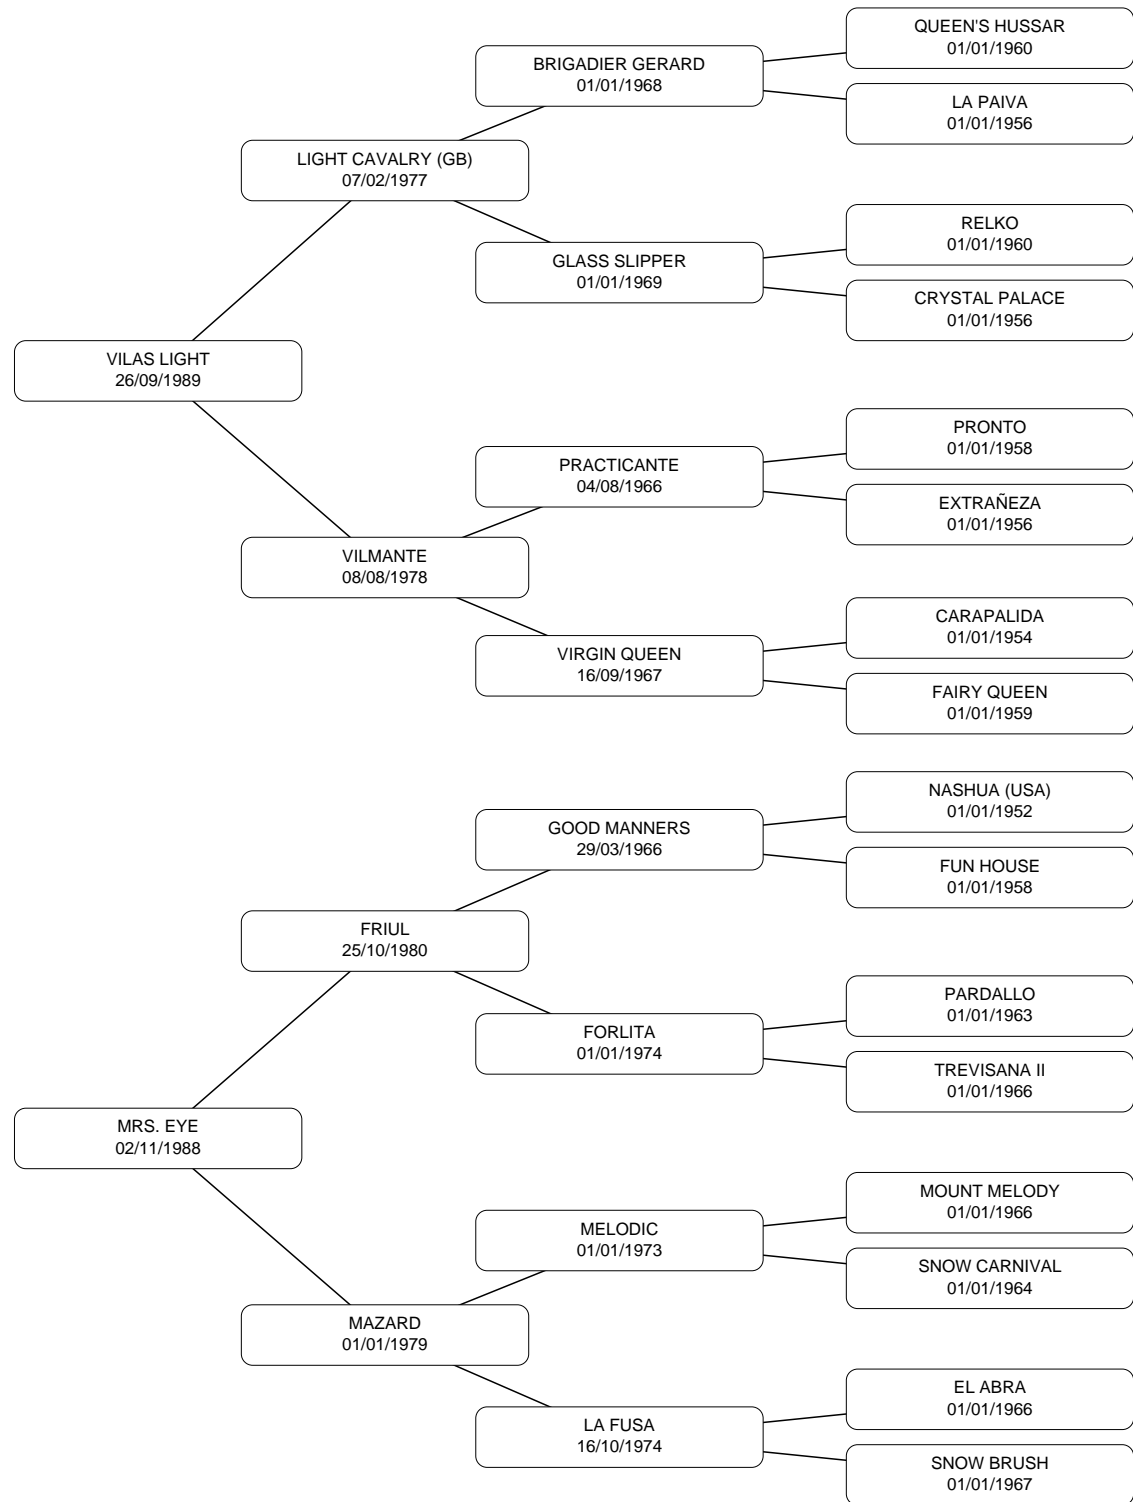 QUEEN'S HUSSAR
01/01/1960
BRIGADIER GERARD
01/01/1968
LA PAIVA
01/01/1956
LIGHT CAVALRY (GB)
07/02/1977
RELKO
01/01/1960
GLASS SLIPPER
01/01/1969
CRYSTAL PALACE
01/01/1956
VILAS LIGHT
26/09/1989
PRONTO
01/01/1958
PRACTICANTE
04/08/1966
EXTRAÑEZA
01/01/1956
VILMANTE
08/08/1978
CARAPALIDA
01/01/1954
VIRGIN QUEEN
16/09/1967
FAIRY QUEEN
01/01/1959
NASHUA (USA)
01/01/1952
GOOD MANNERS
29/03/1966
FUN HOUSE
01/01/1958
FRIUL
25/10/1980
PARDALLO
01/01/1963
FORLITA
01/01/1974
TREVISANA II
01/01/1966
MRS. EYE
02/11/1988
MOUNT MELODY
01/01/1966
MELODIC
01/01/1973
SNOW CARNIVAL
01/01/1964
MAZARD
01/01/1979
EL ABRA
01/01/1966
LA FUSA
16/10/1974
SNOW BRUSH
01/01/1967